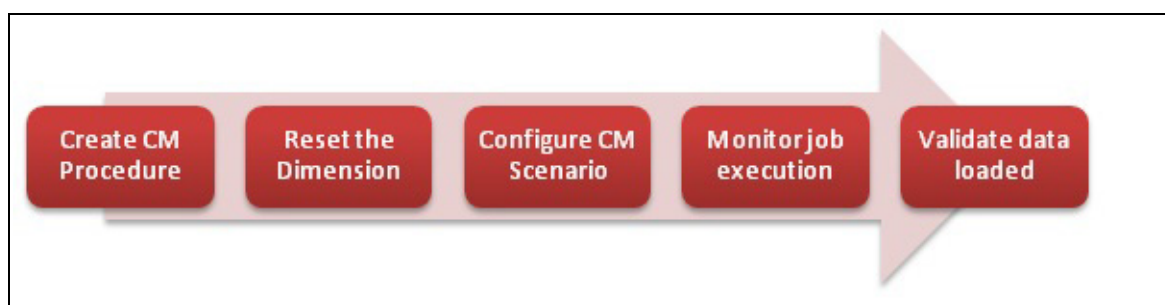 Create CM
Procedure
Reset the
Dimension
Configure CM
Scenario
Monitor job
execution
Validate data
loaded